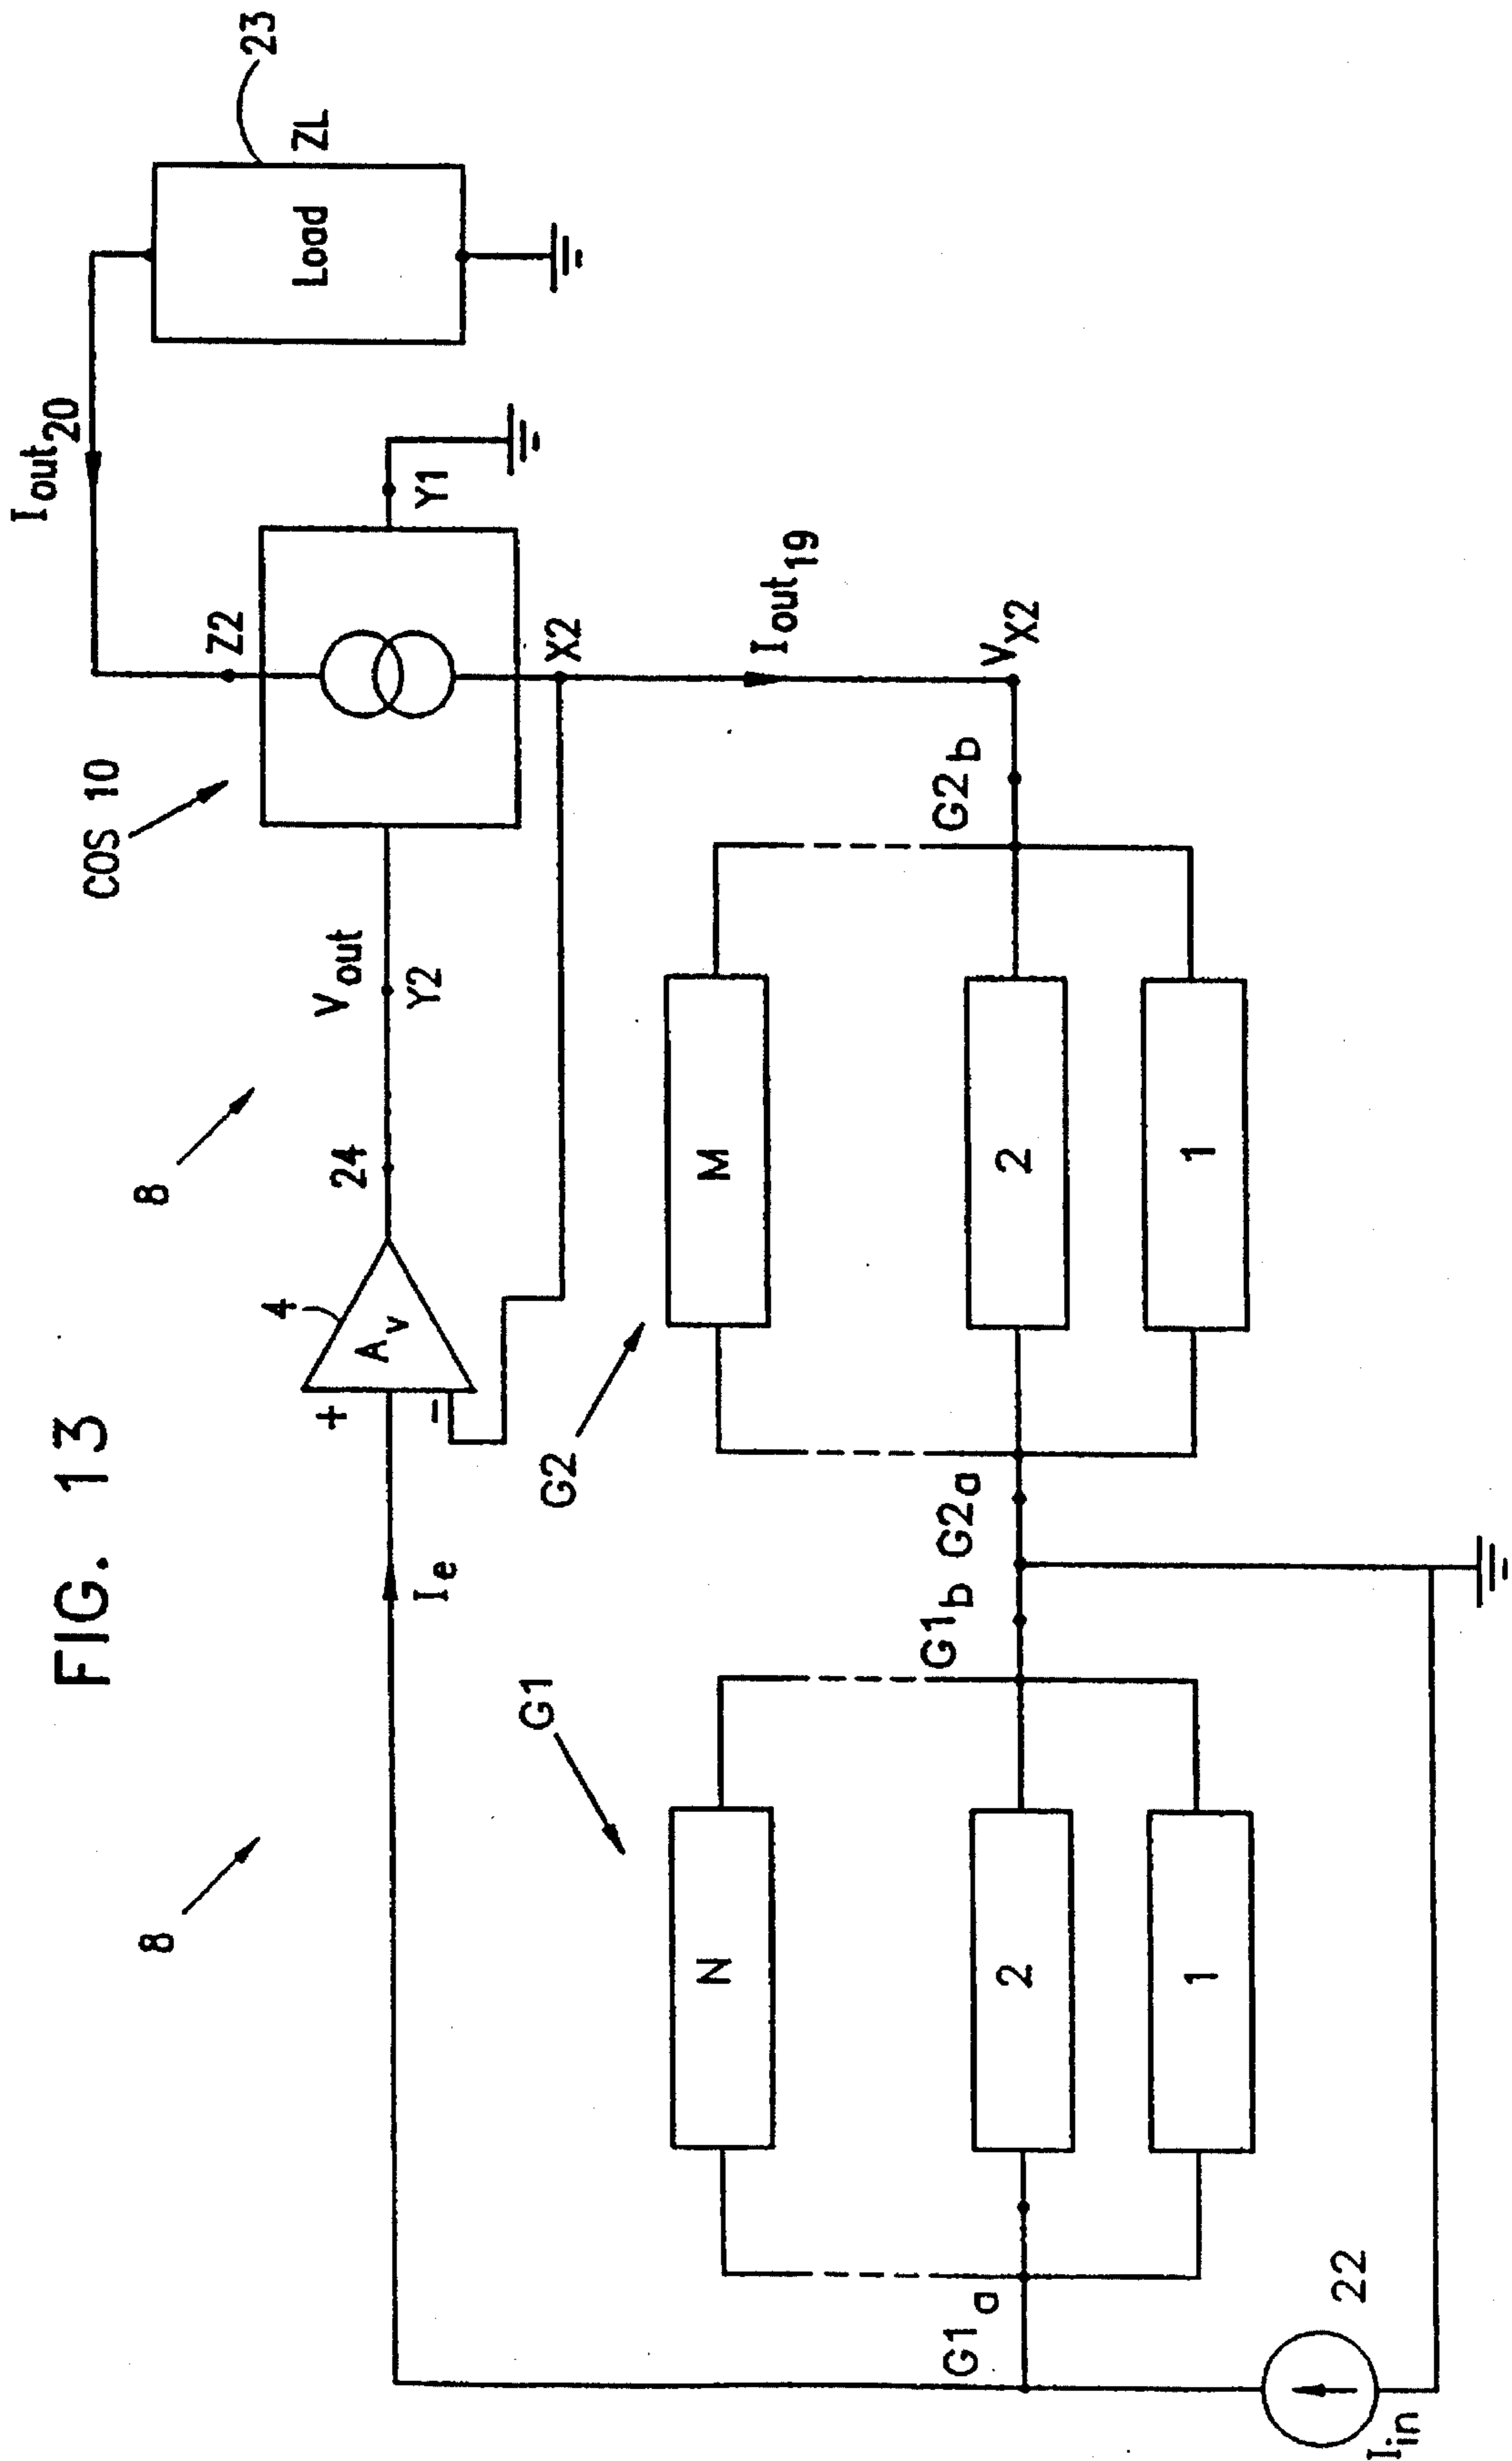 FIG. 13
8
8
COS 10
Iout20
23
Load
ZL
Z2
Y1
X2
Vout
Y2
24
4
Av
+
−
Ie
Iout19
VX2
G1
G2
N
2
1
M
2
1
G1a
G1b
G2a
G2b
Iin
22